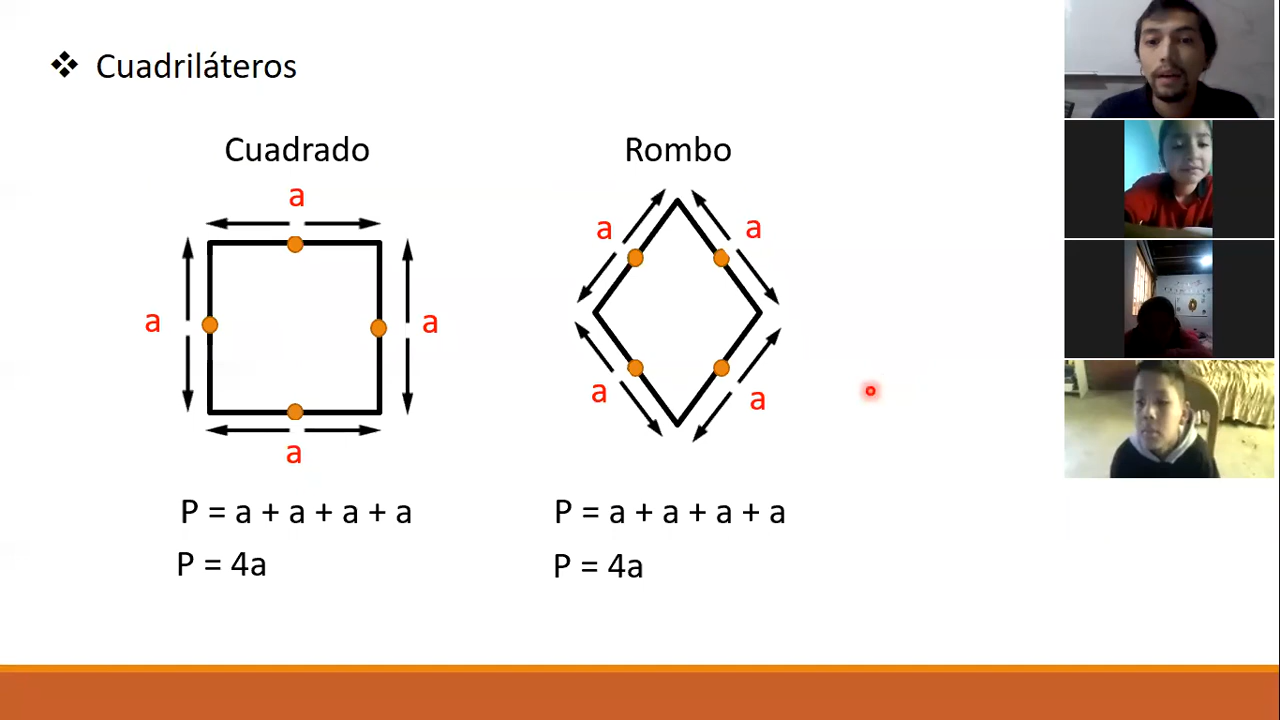 ❖ Cuadriláteros
Cuadrado
a
a
a
a
P = a + a + a + a
P = 4a
Rombo
a
a
a
a
P = a + a + a + a
P = 4a